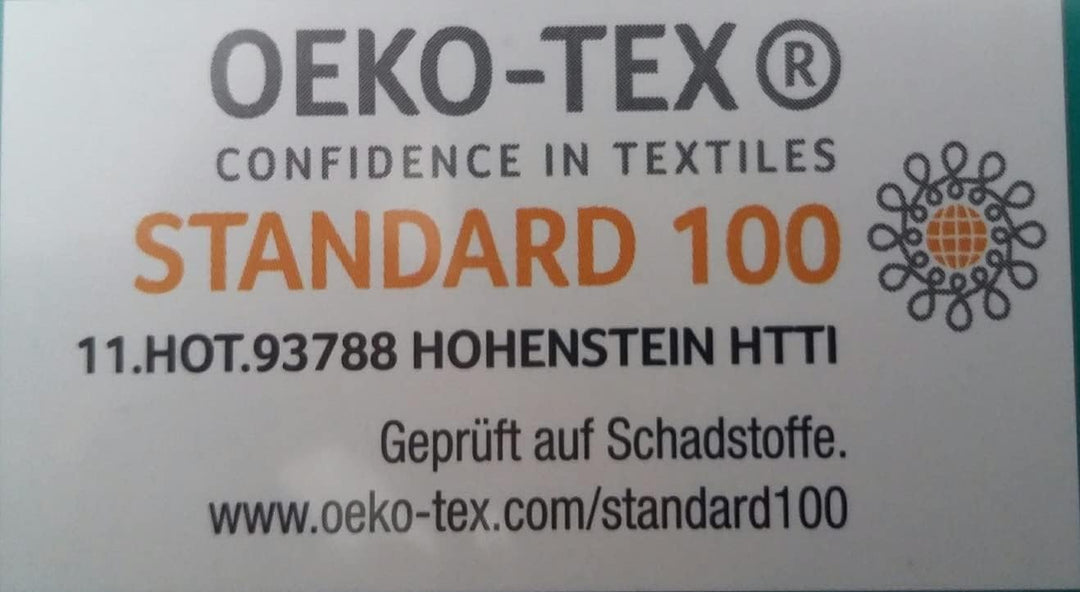 OEKO-TEX®
CONFIDENCE IN TEXTILES
STANDARD 100
11.HOT.93788 HOHENSTEIN HTTI
Geprüft auf Schadstoffe.
www.oeko-tex.com/standard100